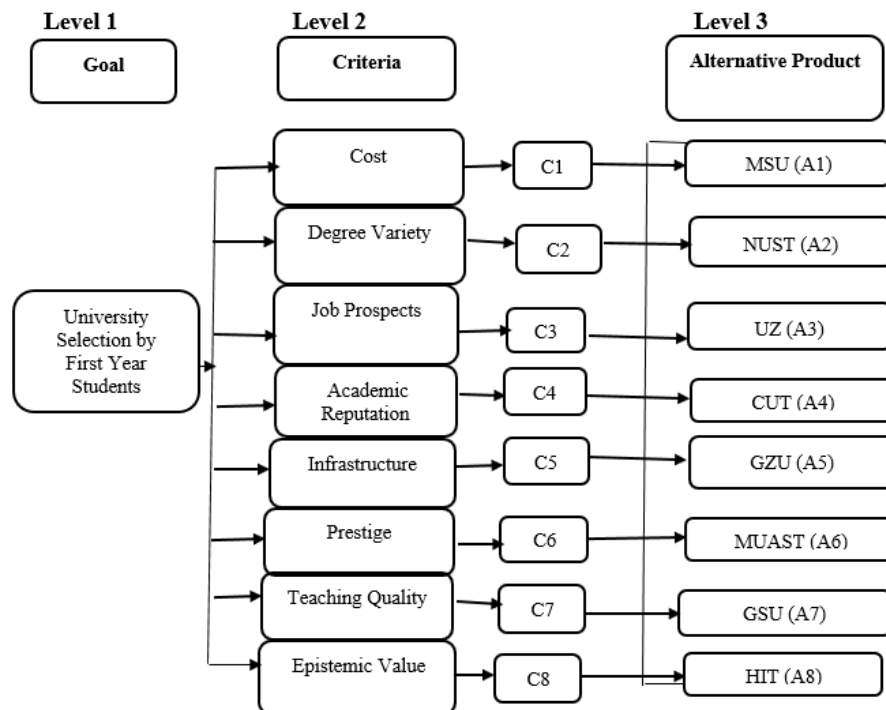 Level 1
Level 2
Level 3
Goal
Criteria
Alternative Product
Cost
C1
MSU (A1)
Degree Variety
C2
NUST (A2)
University
Selection by
First Year
Students
Job Prospects
C3
UZ (A3)
Academic
Reputation
C4
CUT (A4)
Infrastructure
C5
GZU (A5)
Prestige
C6
MUAST (A6)
Teaching Quality
C7
GSU (A7)
Epistemic Value
C8
HIT (A8)